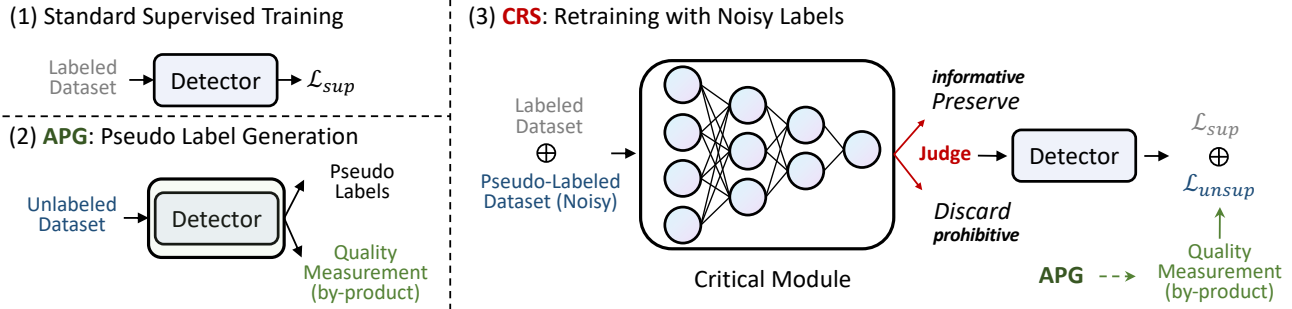 (1) Standard Supervised Training
Labeled
Dataset
Detector
ℒsup
(2) APG: Pseudo Label Generation
Unlabeled
Dataset
Detector
Pseudo
Labels
Quality
Measurement
(by-product)
(3) CRS: Retraining with Noisy Labels
Labeled
Dataset
⊕
Pseudo-Labeled
Dataset (Noisy)
Critical Module
informative
Preserve
Judge
Discard
prohibitive
Detector
ℒsup
⊕
ℒunsup
APG
Quality
Measurement
(by-product)